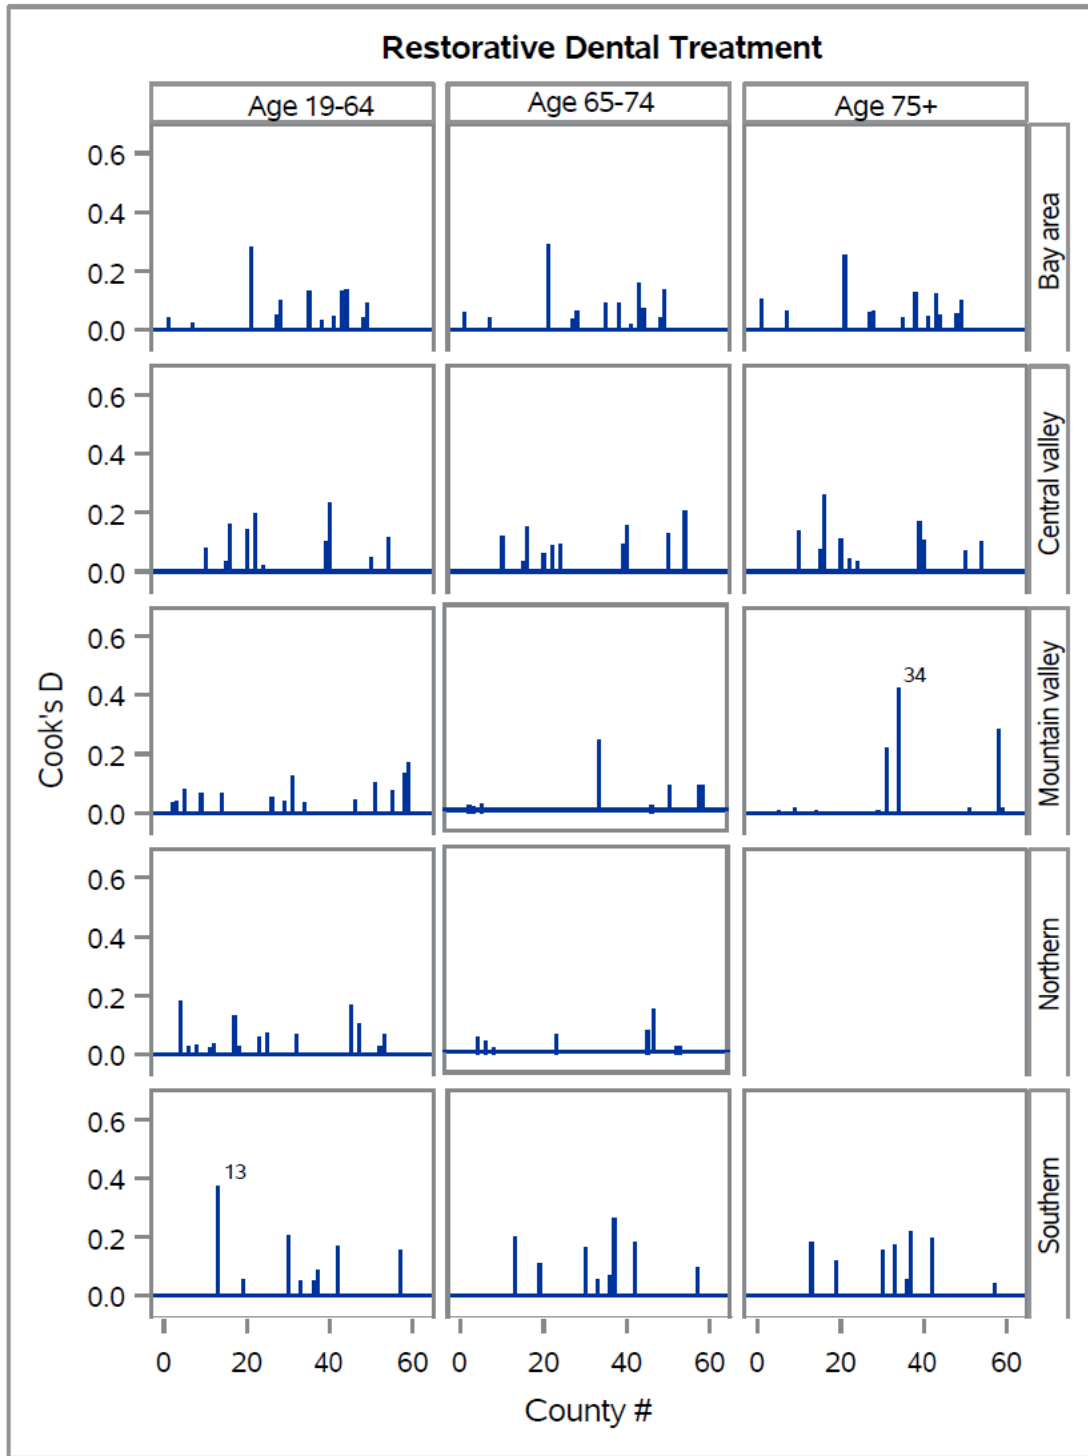 Restorative Dental Treatment
Age 19-64 Age 65-74 Age 75+
0.6
0.4
0.2
0.0
Bay area
0.6
0.4
0.2
0.0
Central valley
Cook's D
0.6
0.4
0.2
0.0
34
Mountain valley
0.6
0.4
0.2
0.0
Northern
0.6
0.4
0.2
0.0
13
Southern
0 20 40 60 0 20 40 60 0 20 40 60
County #